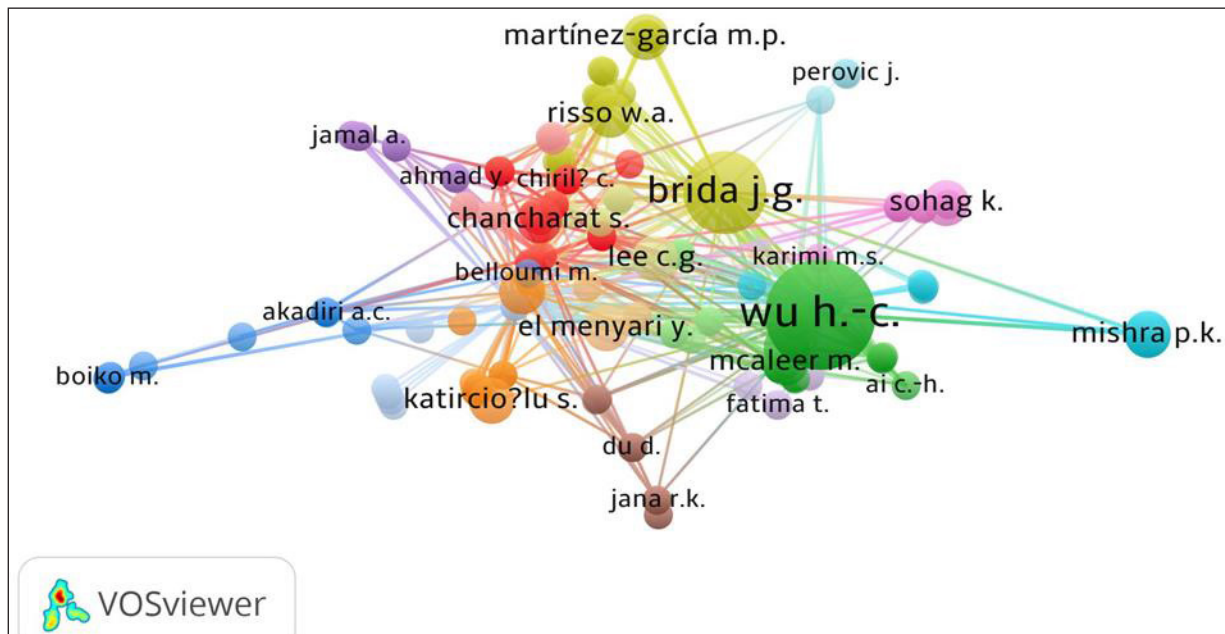 martínez-garcía m.p.
perovic j.
risso w.a.
jamal a.
ahmad y.
chiril? c.
brida j.g.
sohag k.
chancharat s.
lee c.g.
karimi m.s.
belloumi m.
akadiri a.c.
wu h.-c.
el menyari y.
mishra p.k.
mcaleer m.
boiko m.
ai c.-h.
katircio?lu s.
fatima t.
du d.
jana r.k.
VOSviewer